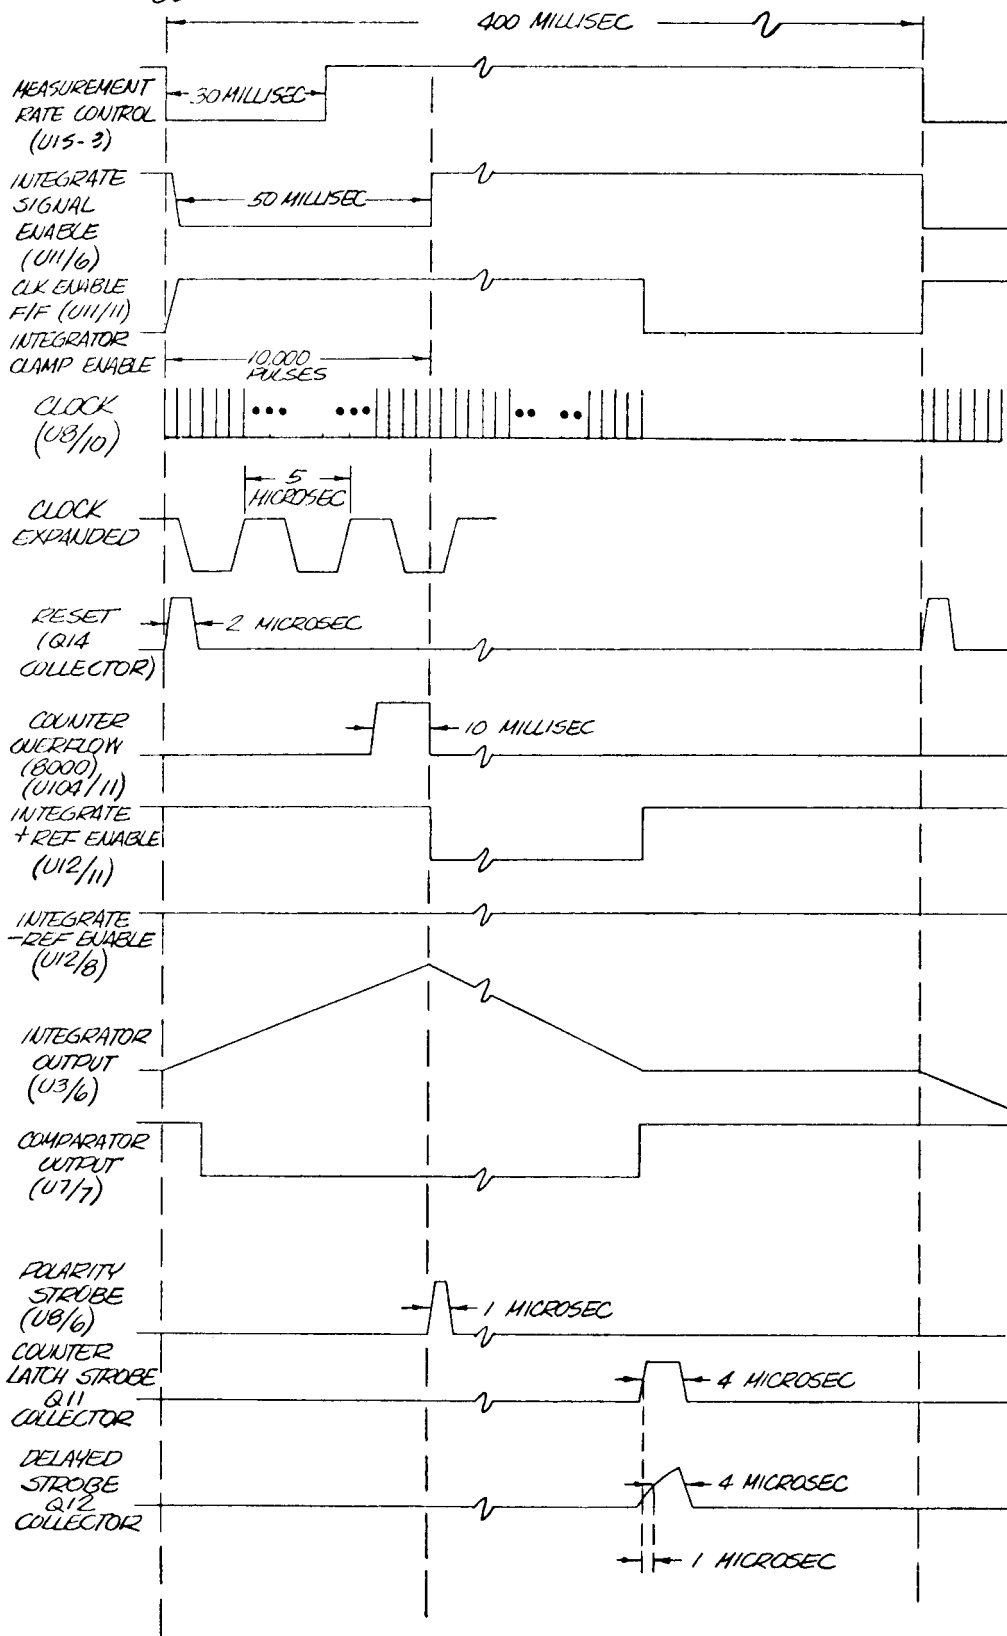 400 MILLISEC
MEASUREMENT
RATE CONTROL
(U15-3)
30 MILLISEC
INTEGRATE
SIGNAL
ENABLE
(U11/6)
50 MILLISEC
CLK ENABLE
F/F (U11/11)
INTEGRATOR
CLAMP ENABLE
10,000
PULSES
CLOCK
(U8/10)
5
MICROSEC
CLOCK
EXPANDED
RESET
(Q14
COLLECTOR)
2 MICROSEC
COUNTER
OVERFLOW
(8000)
(U104/11)
10 MILLISEC
INTEGRATE
+REF ENABLE
(U12/11)
INTEGRATE
-REF ENABLE
(U12/8)
INTEGRATOR
OUTPUT
(U3/6)
COMPARATOR
OUTPUT
(U7/7)
POLARITY
STROBE
(U8/6)
1 MICROSEC
COUNTER
LATCH STROBE
Q11
COLLECTOR
4 MICROSEC
DELAYED
STROBE
Q12
COLLECTOR
4 MICROSEC
1 MICROSEC